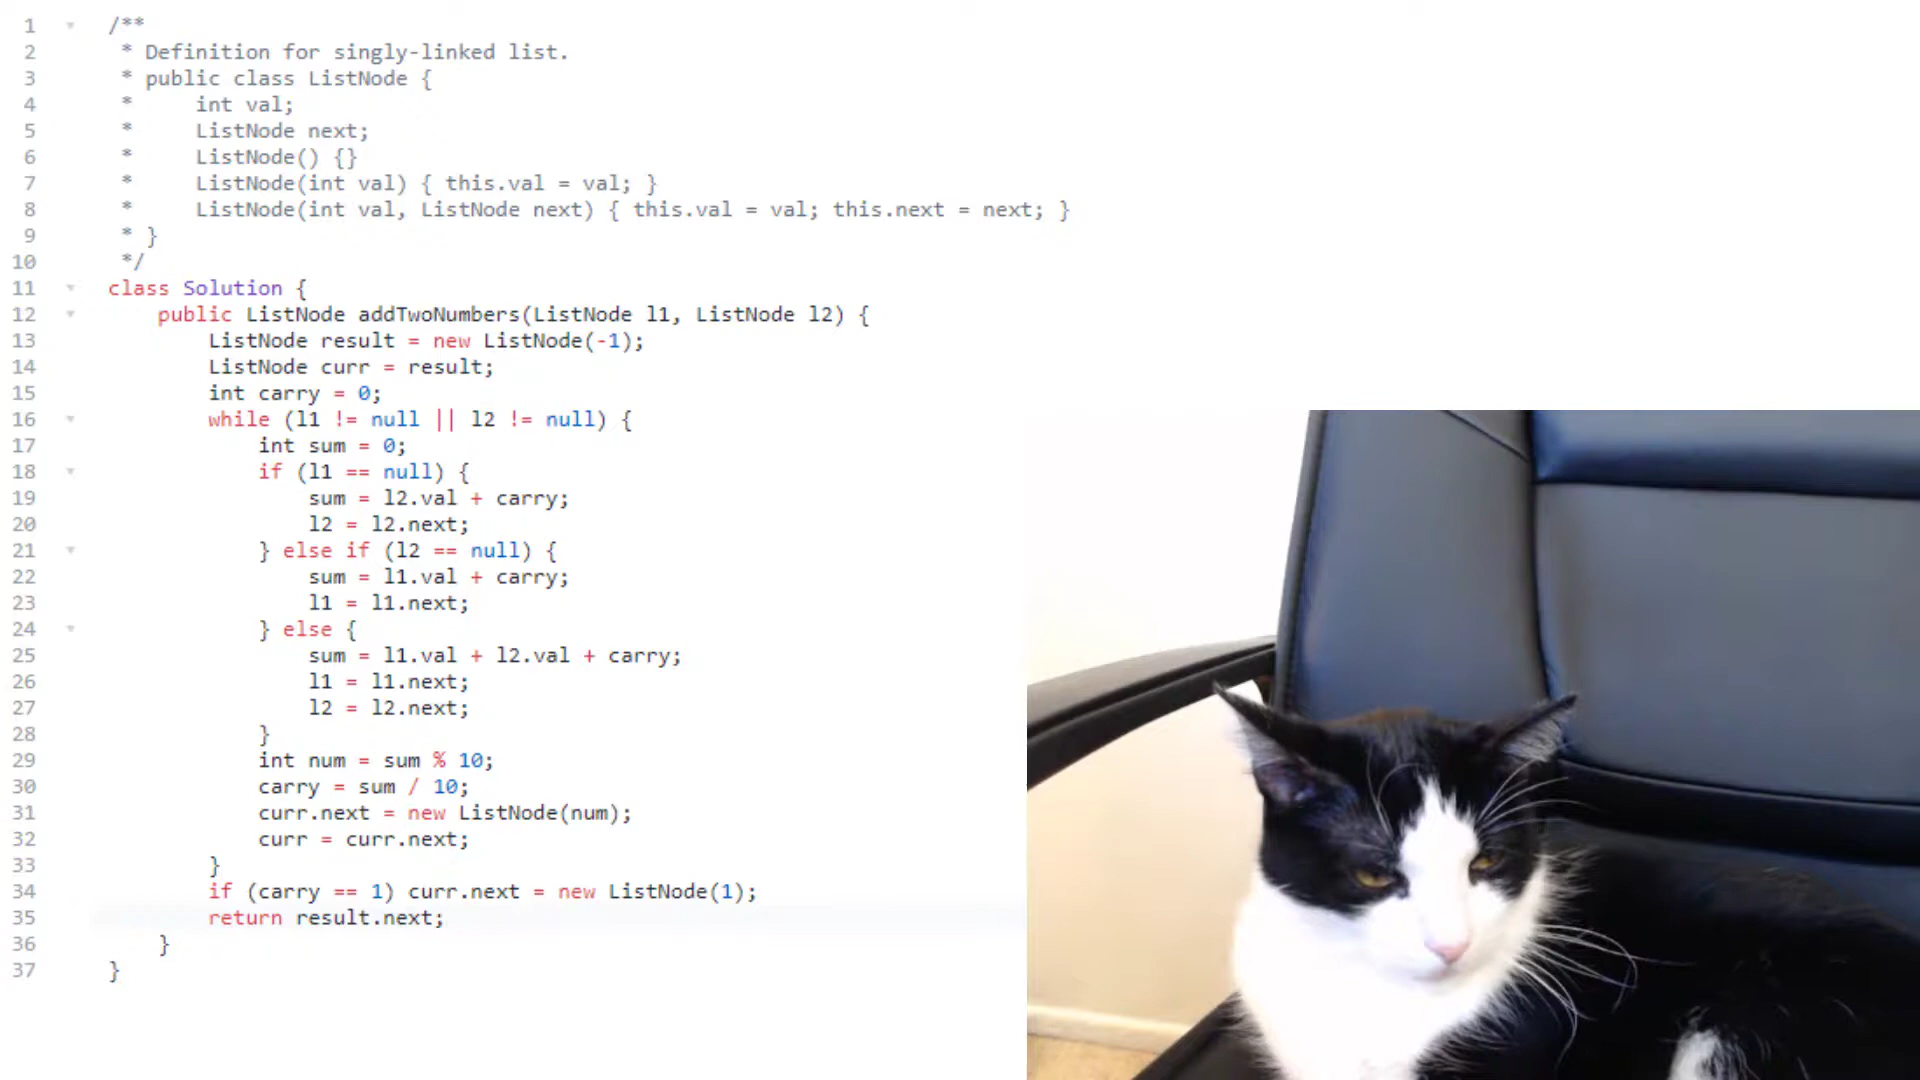 1 /**
2 * Definition for singly-linked list.
3 * public class ListNode {
4 *     int val;
5 *     ListNode next;
6 *     ListNode() {}
7 *     ListNode(int val) { this.val = val; }
8 *     ListNode(int val, ListNode next) { this.val = val; this.next = next; }
9 * }
10 */
11 class Solution {
12     public ListNode addTwoNumbers(ListNode l1, ListNode l2) {
13         ListNode result = new ListNode(-1);
14         ListNode curr = result;
15         int carry = 0;
16         while (l1 != null || l2 != null) {
17             int sum = 0;
18             if (l1 == null) {
19                 sum = l2.val + carry;
20                 l2 = l2.next;
21             } else if (l2 == null) {
22                 sum = l1.val + carry;
23                 l1 = l1.next;
24             } else {
25                 sum = l1.val + l2.val + carry;
26                 l1 = l1.next;
27                 l2 = l2.next;
28             }
29             int num = sum % 10;
30             carry = sum / 10;
31             curr.next = new ListNode(num);
32             curr = curr.next;
33         }
34         if (carry == 1) curr.next = new ListNode(1);
35         return result.next;
36     }
37 }